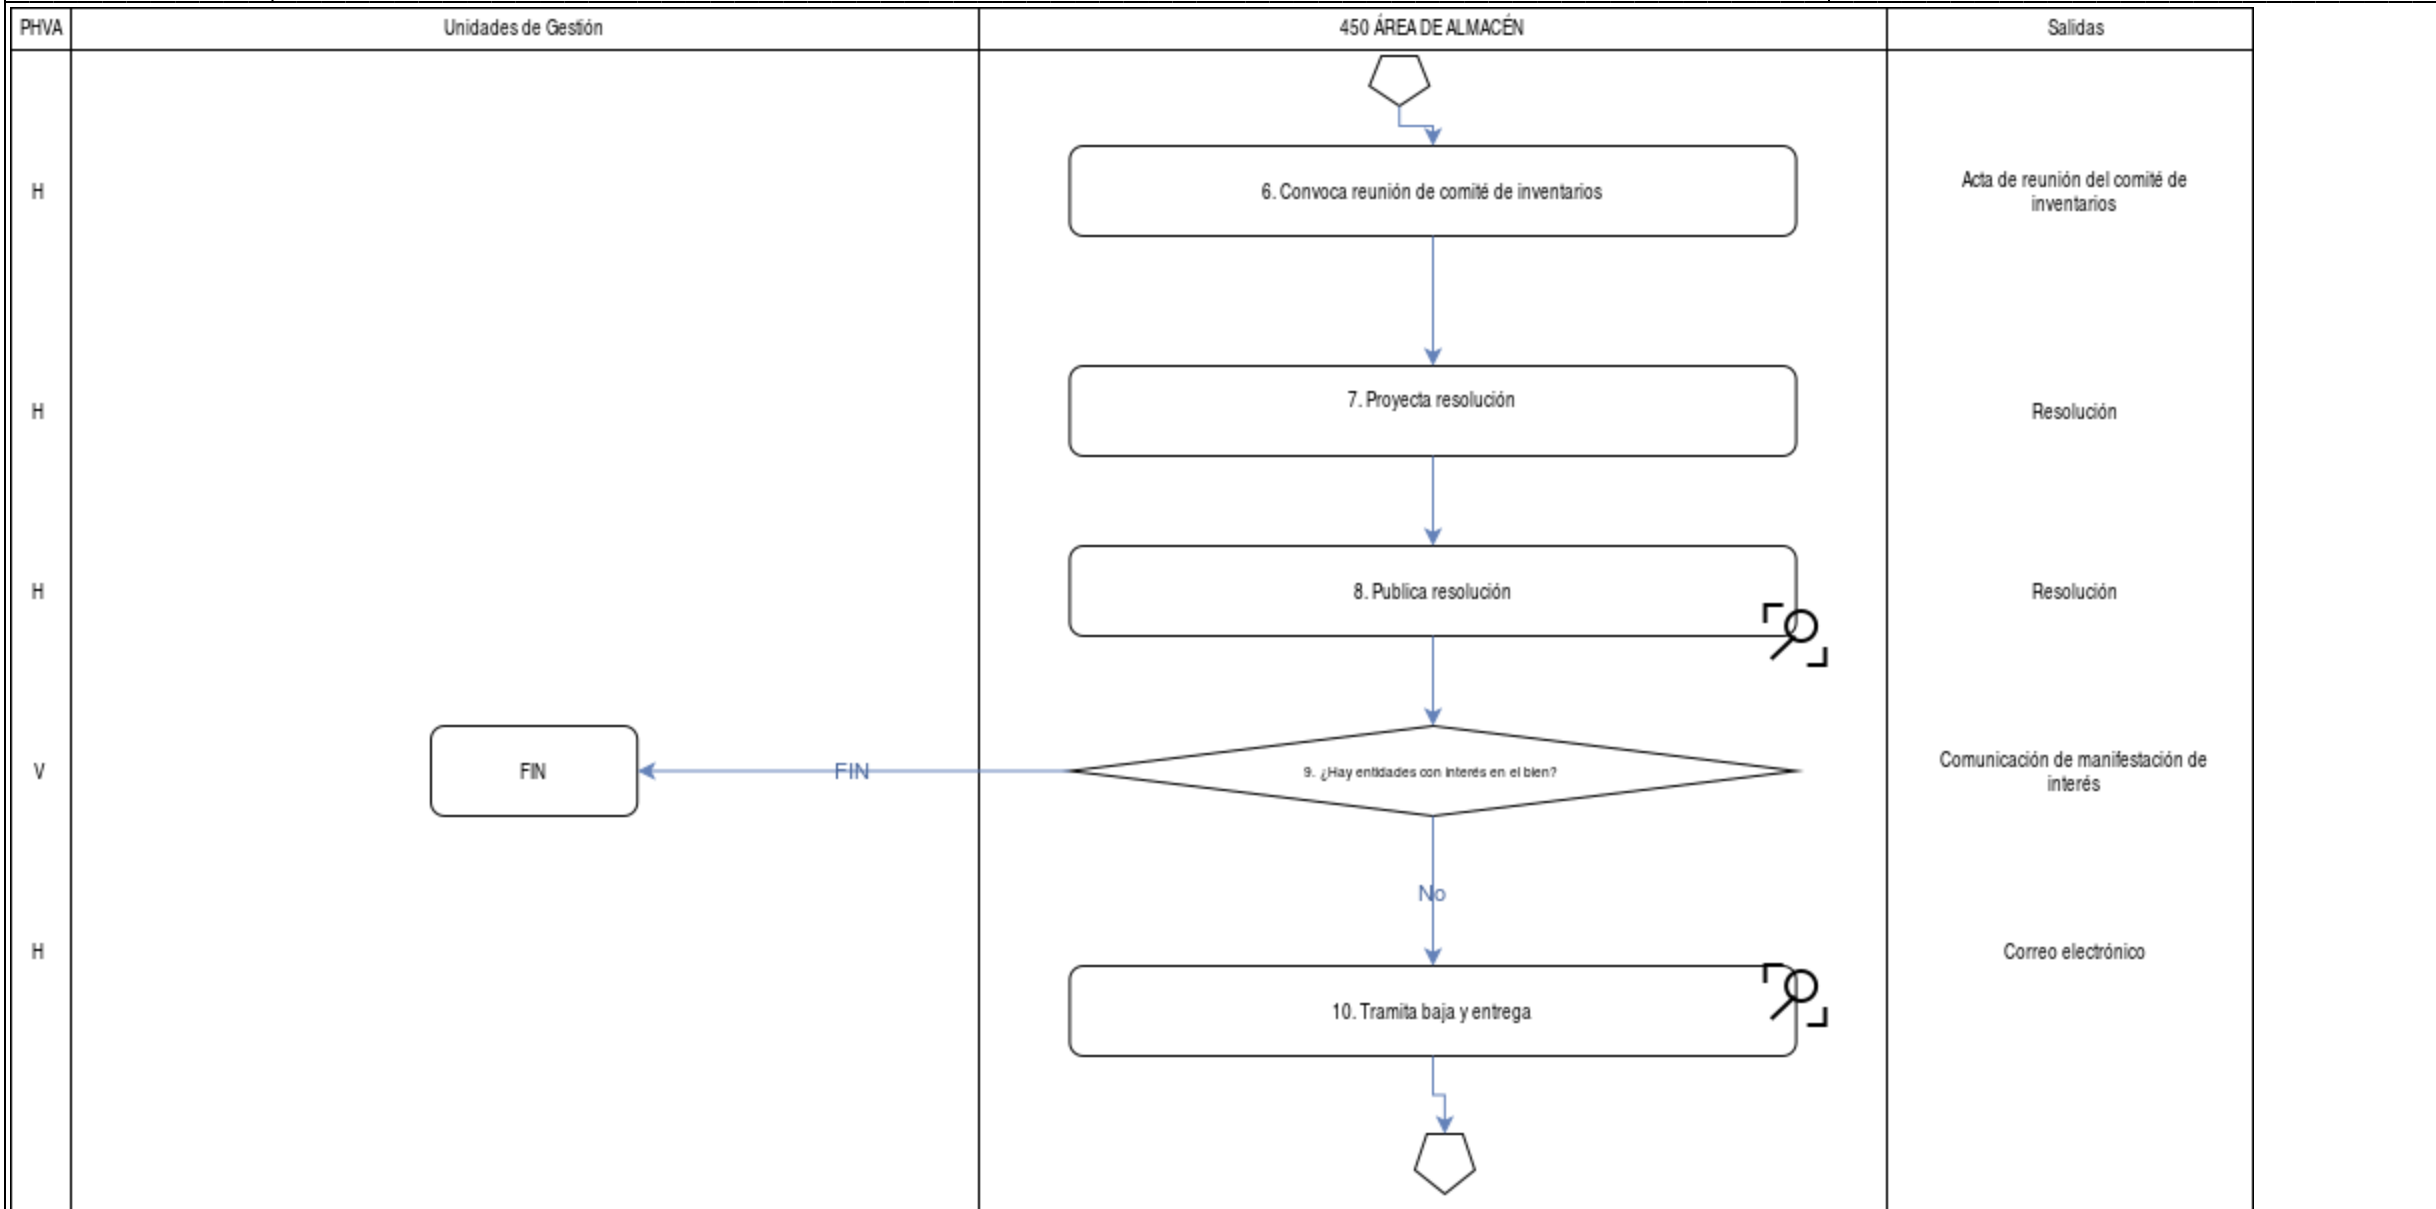 PHVA
Unidades de Gestión
450 ÁREA DE ALMACÉN
Salidas
H
6. Convoca reunión de comité de inventarios
Acta de reunión del comité de
inventarios
H
7. Proyecta resolución
Resolución
H
8. Publica resolución
Resolución
V
FIN
FIN
9. ¿Hay entidades con interés en el bien?
Comunicación de manifestación de
interés
No
H
Correo electrónico
10. Tramita baja y entrega